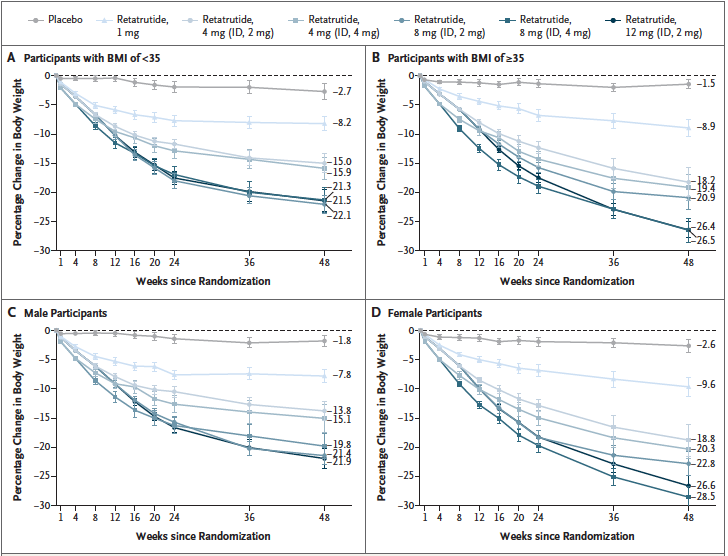 Placebo
Retatrutide, 1 mg
Retatrutide, 4 mg (ID, 2 mg)
Retatrutide, 4 mg (ID, 4 mg)
Retatrutide, 8 mg (ID, 2 mg)
Retatrutide, 8 mg (ID, 4 mg)
Retatrutide, 12 mg (ID, 2 mg)
A Participants with BMI of <35
Percentage Change in Body Weight
0
−5
−10
−15
−20
−25
−30
−2.7
−8.2
−15.0
−15.9
−21.3
−21.5
−22.1
1 4 8 12 16 20 24 36 48
Weeks since Randomization
B Participants with BMI of ≥35
Percentage Change in Body Weight
0
−5
−10
−15
−20
−25
−30
−1.5
−8.9
−18.2
−19.4
−20.9
−26.4
−26.5
1 4 8 12 16 20 24 36 48
Weeks since Randomization
C Male Participants
Percentage Change in Body Weight
0
−5
−10
−15
−20
−25
−30
−1.8
−7.8
−13.8
−15.1
−19.8
−21.4
−21.9
1 4 8 12 16 20 24 36 48
Weeks since Randomization
D Female Participants
Percentage Change in Body Weight
0
−5
−10
−15
−20
−25
−30
−2.6
−9.6
−18.8
−20.3
−22.8
−26.6
−28.5
1 4 8 12 16 20 24 36 48
Weeks since Randomization